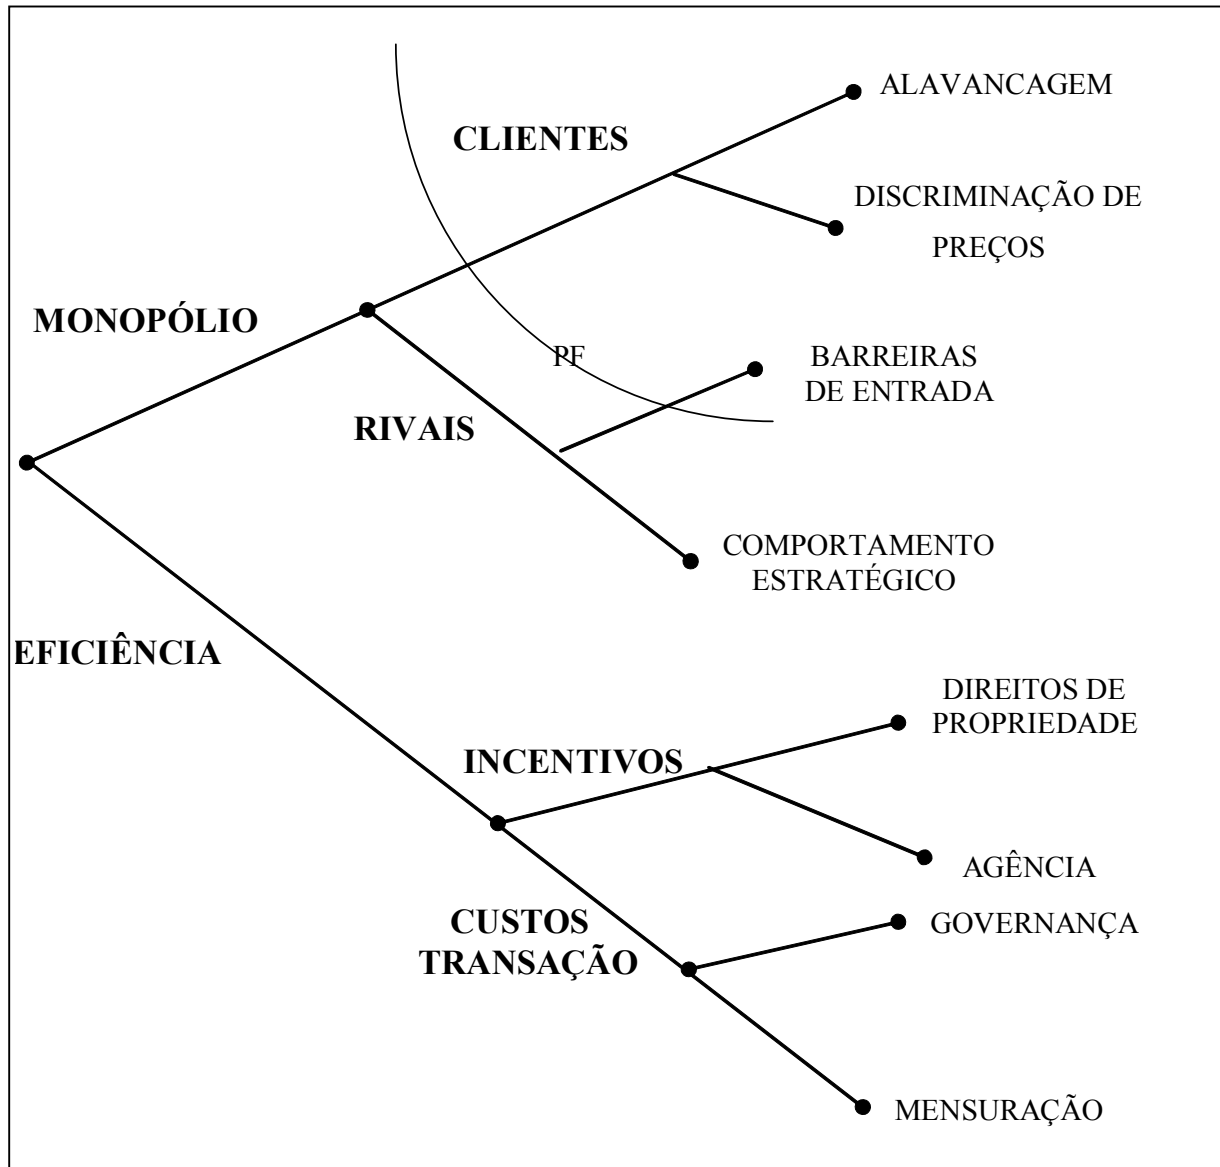 ALAVANCAGEM
CLIENTES
DISCRIMINAÇÃO DE
PREÇOS
MONOPÓLIO
PF
BARREIRAS
DE ENTRADA
RIVAIS
COMPORTAMENTO
ESTRATÉGICO
EFICIÊNCIA
DIREITOS DE
PROPRIEDADE
INCENTIVOS
AGÊNCIA
CUSTOS
TRANSAÇÃO
GOVERNANÇA
MENSURAÇÃO